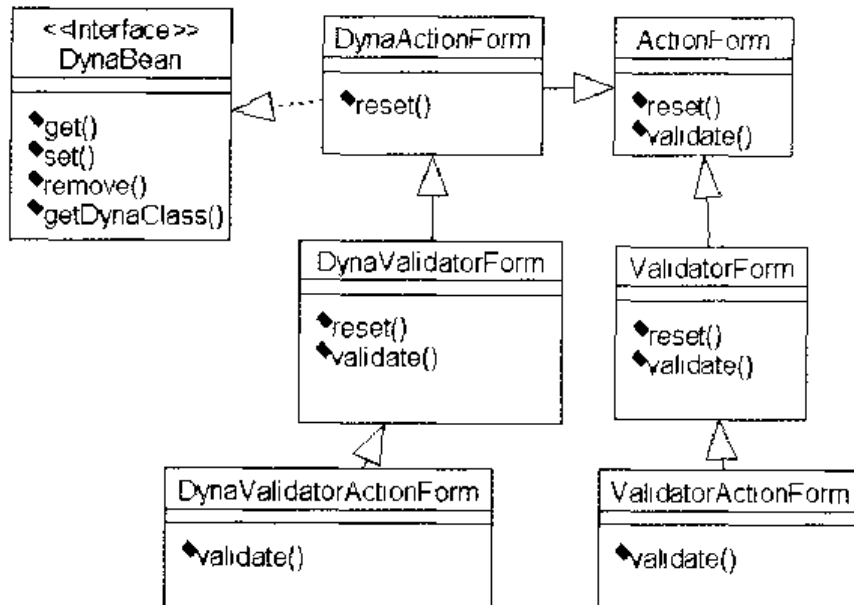 <<Interface>>
DynaBean
get()
set()
remove()
getDynaClass()
DynaActionForm
reset()
ActionForm
reset()
validate()
DynaValidatorForm
reset()
validate()
ValidatorForm
reset()
validate()
DynaValidatorActionForm
validate()
ValidatorActionForm
validate()